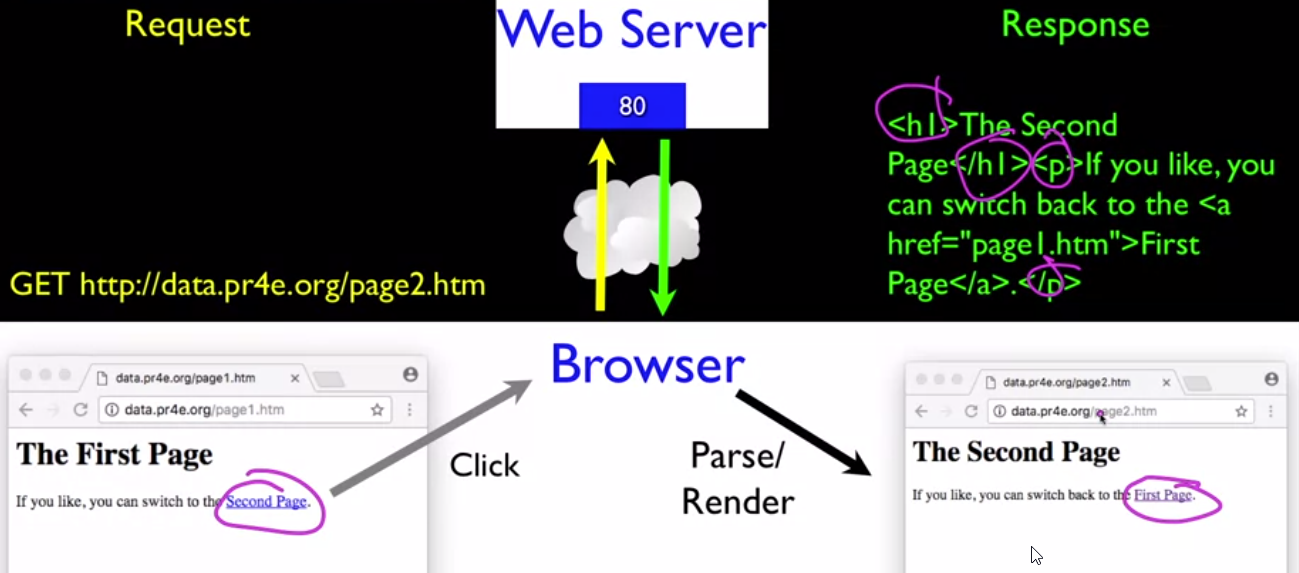 Request
Web Server
Response
80
<h1>The Second
Page</h1><p>If you like, you
can switch back to the <a
href="page1.htm">First
Page</a>.</p>
GET http://data.pr4e.org/page2.htm
Browser
data.pr4e.org/page1.htm
data.pr4e.org/page1.htm
The First Page
If you like, you can switch to the Second Page.
Click
Parse/
Render
data.pr4e.org/page2.htm
data.pr4e.org/page2.htm
The Second Page
If you like, you can switch back to the First Page.